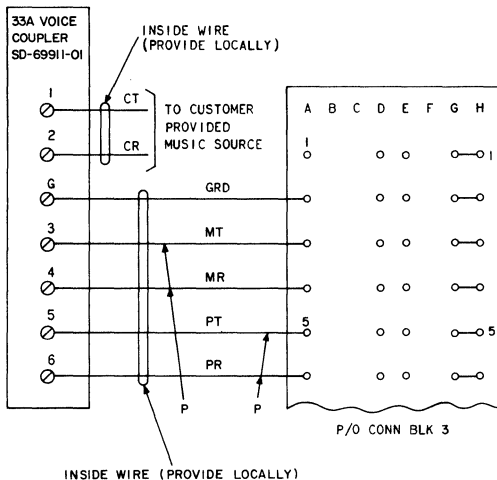 33A VOICE
COUPLER
SD-69911-01
INSIDE WIRE
(PROVIDE LOCALLY)
1
CT
TO CUSTOMER
PROVIDED
MUSIC SOURCE
2
CR
A B C D E F G H
1
1
G
GRD
3
MT
4
MR
5
PT
5
5
6
PR
P
P
P/O CONN BLK 3
INSIDE WIRE (PROVIDE LOCALLY)